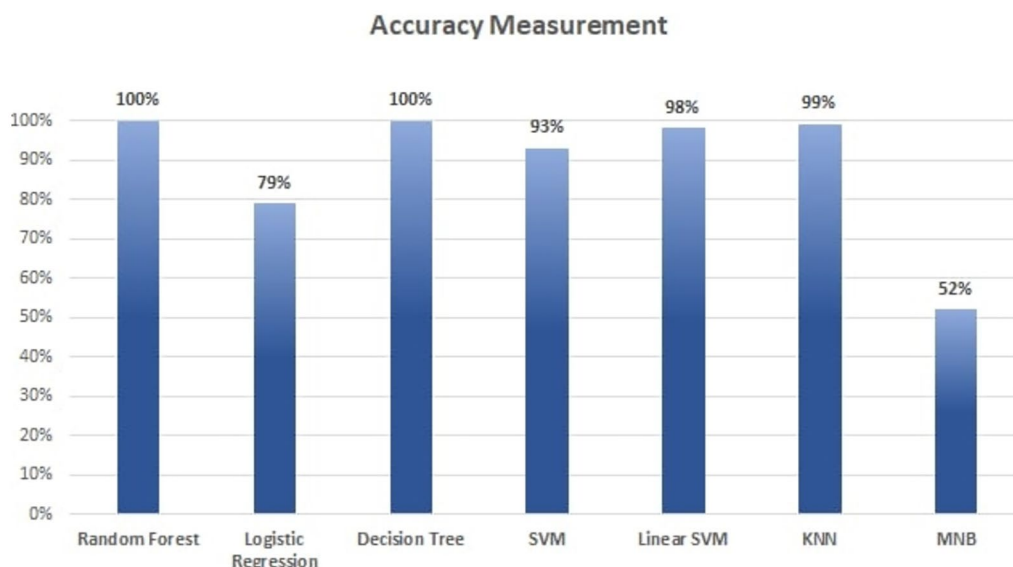 Accuracy Measurement
100%
100%
99%
98%
93%
79%
52%
100%
90%
80%
70%
60%
50%
40%
30%
20%
10%
0%
Random Forest
Logistic
Regression
Decision Tree
SVM
Linear SVM
KNN
MNB